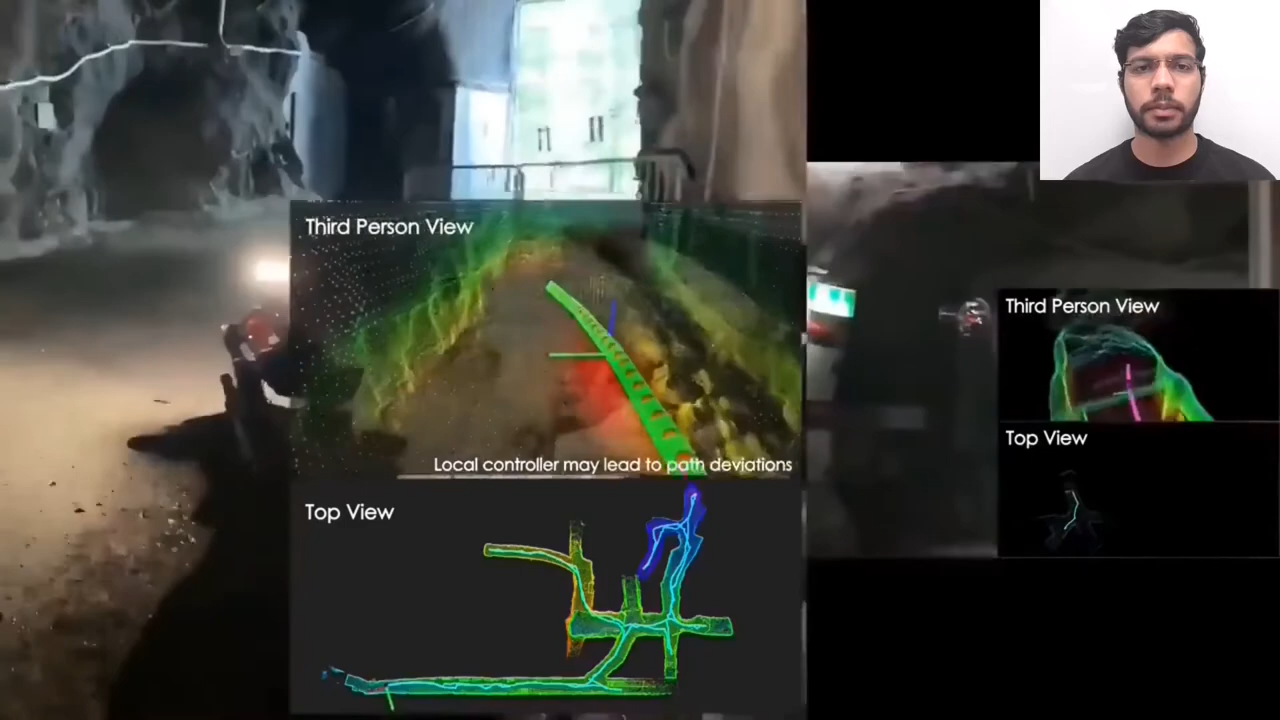 Third Person View
Local controller may lead to path deviations
Top View
Third Person View
Top View